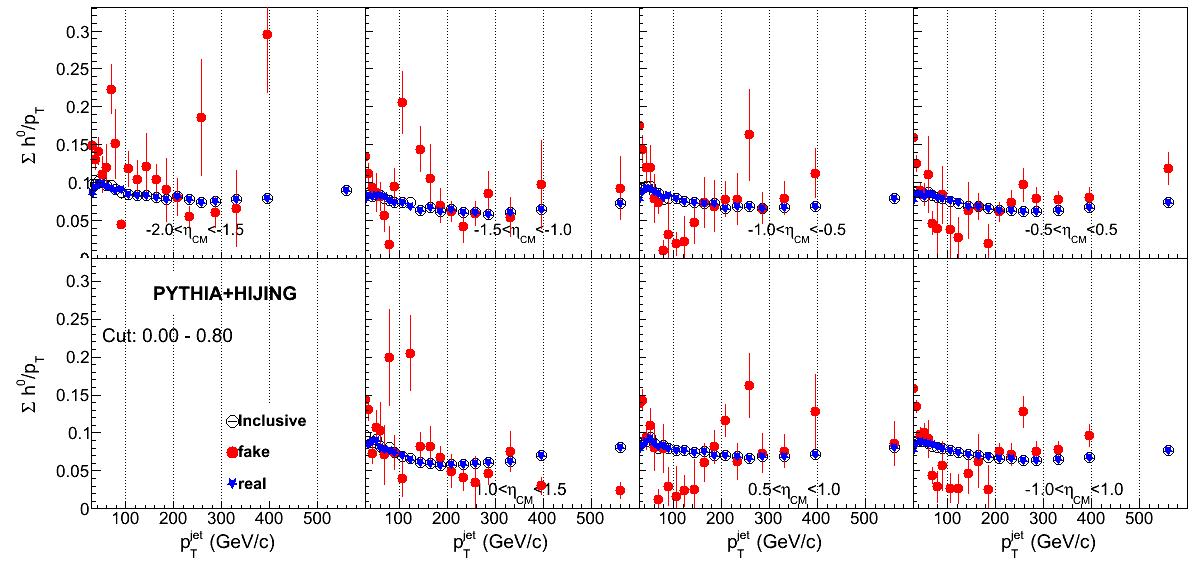 0.3
0.25
0.2
0.15
0.1
0.05
0
Σ h⁰/p_T
-2.0<η_CM<-1.5
-1.5<η_CM<-1.0
-1.0<η_CM<-0.5
-0.5<η_CM<0.5
0.3
0.25
0.2
0.15
0.1
0.05
0
Σ h⁰/p_T
PYTHIA+HIJING
Cut: 0.00 - 0.80
Inclusive
fake
real
1.0<η_CM<1.5
0.5<η_CM<1.0
-1.0<η_CM<1.0
100 200 300 400 500
100 200 300 400 500
100 200 300 400 500
100 200 300 400 500
p_T^jet (GeV/c)
p_T^jet (GeV/c)
p_T^jet (GeV/c)
p_T^jet (GeV/c)